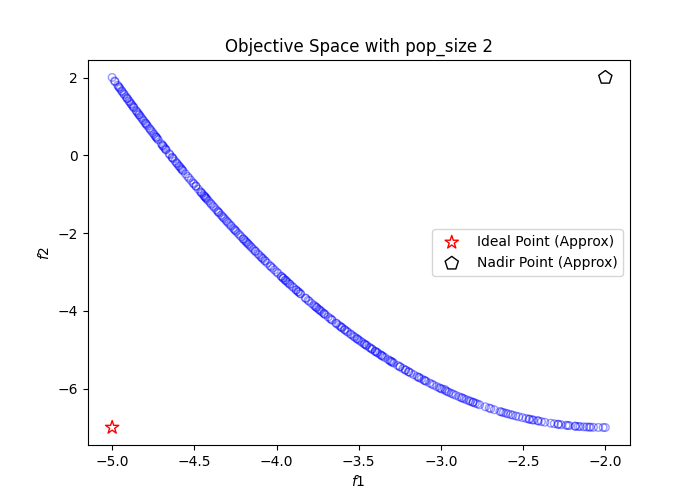 Objective Space with pop_size 2
2
0
−2
−4
−6
f2
Ideal Point (Approx)
Nadir Point (Approx)
−5.0 −4.5 −4.0 −3.5 −3.0 −2.5 −2.0
f1